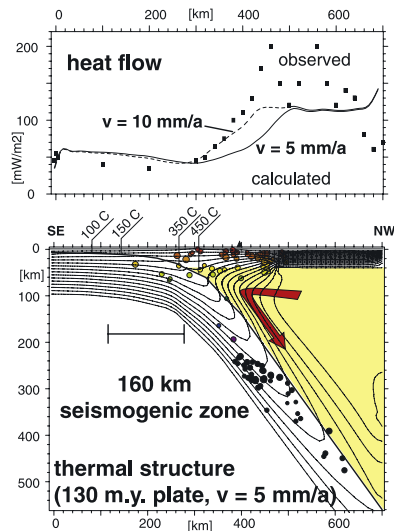 0 200 [km] 400 600
200
[mW/m2]
100
0
heat flow
observed
v = 10 mm/a
v = 5 mm/a
calculated
SE 100 C 150 C 350 C 450 C NW
0
[km]
100
200
300
400
500
160 km
seismogenic zone
thermal structure
(130 m.y. plate, v = 5 mm/a)
0 200 [km] 400 600